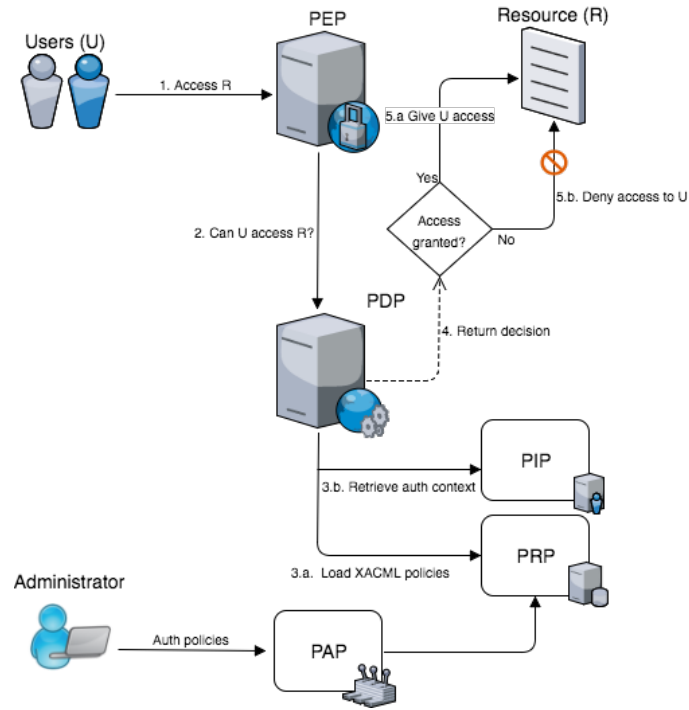 PEP
Resource (R)
Users (U)
1. Access R
5.a Give U access
Yes
5.b. Deny access to U
Access
granted?
No
2. Can U access R?
PDP
4. Return decision
PIP
3.b. Retrieve auth context
PRP
3.a. Load XACML policies
Administrator
Auth policies
PAP